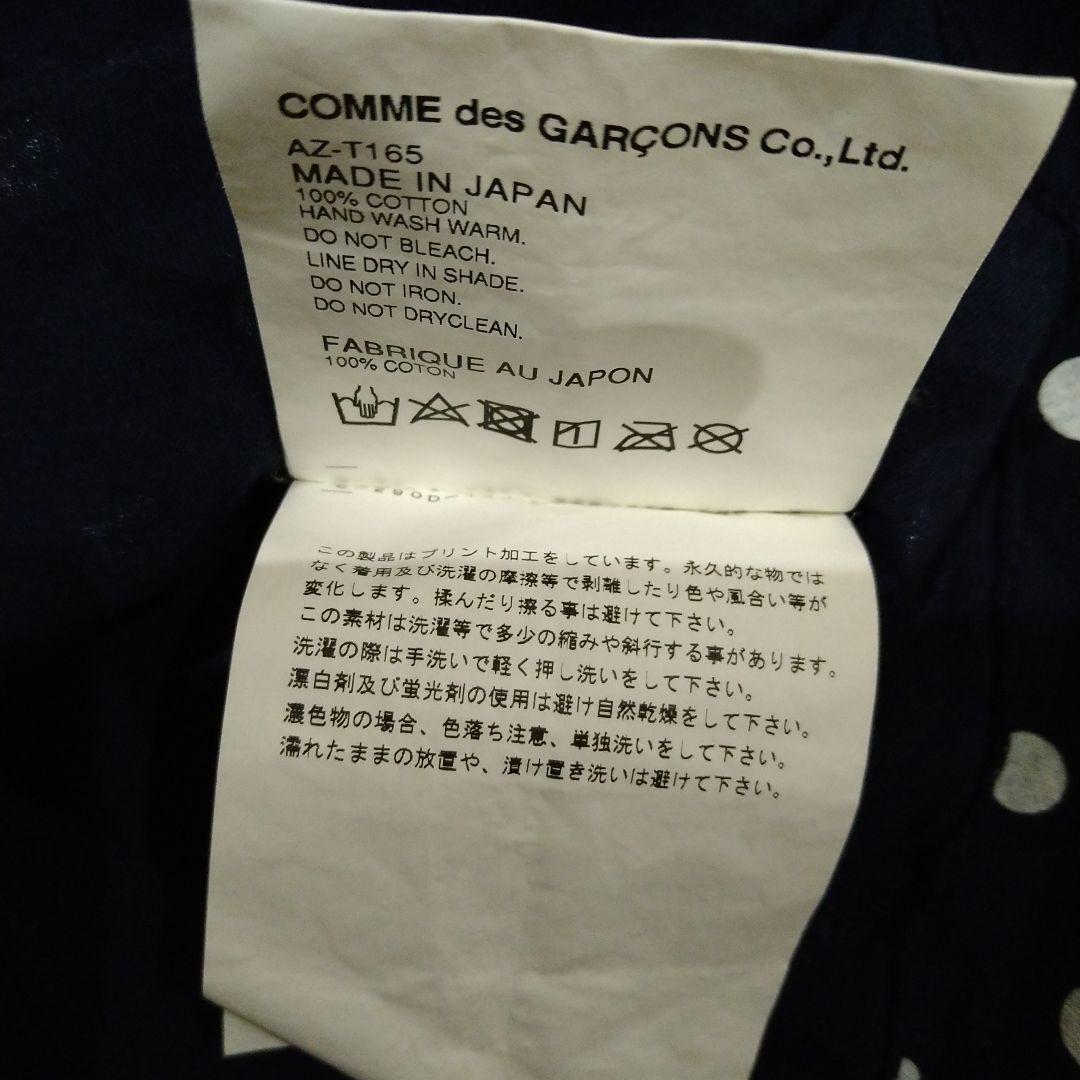 COMME des GARÇONS Co.,Ltd.
AZ-T165
MADE IN JAPAN
100% COTTON
HAND WASH WARM.
DO NOT BLEACH.
LINE DRY IN SHADE.
DO NOT IRON.
DO NOT DRYCLEAN.
FABRIQUE AU JAPON
100% COTON
この製品はプリント加工をしています。永久的な物では
なく着用及び洗濯の摩擦等で剥離したり色や風合い等が
変化します。揉んだり擦る事は避けて下さい。
この素材は洗濯等で多少の縮みや斜行する事があります。
洗濯の際は手洗いで軽く押し洗いをして下さい。
漂白剤及び蛍光剤の使用は避け自然乾燥をして下さい。
濃色物の場合、色落ち注意、単独洗いをして下さい。
濡れたままの放置や、漬け置き洗いは避けて下さい。